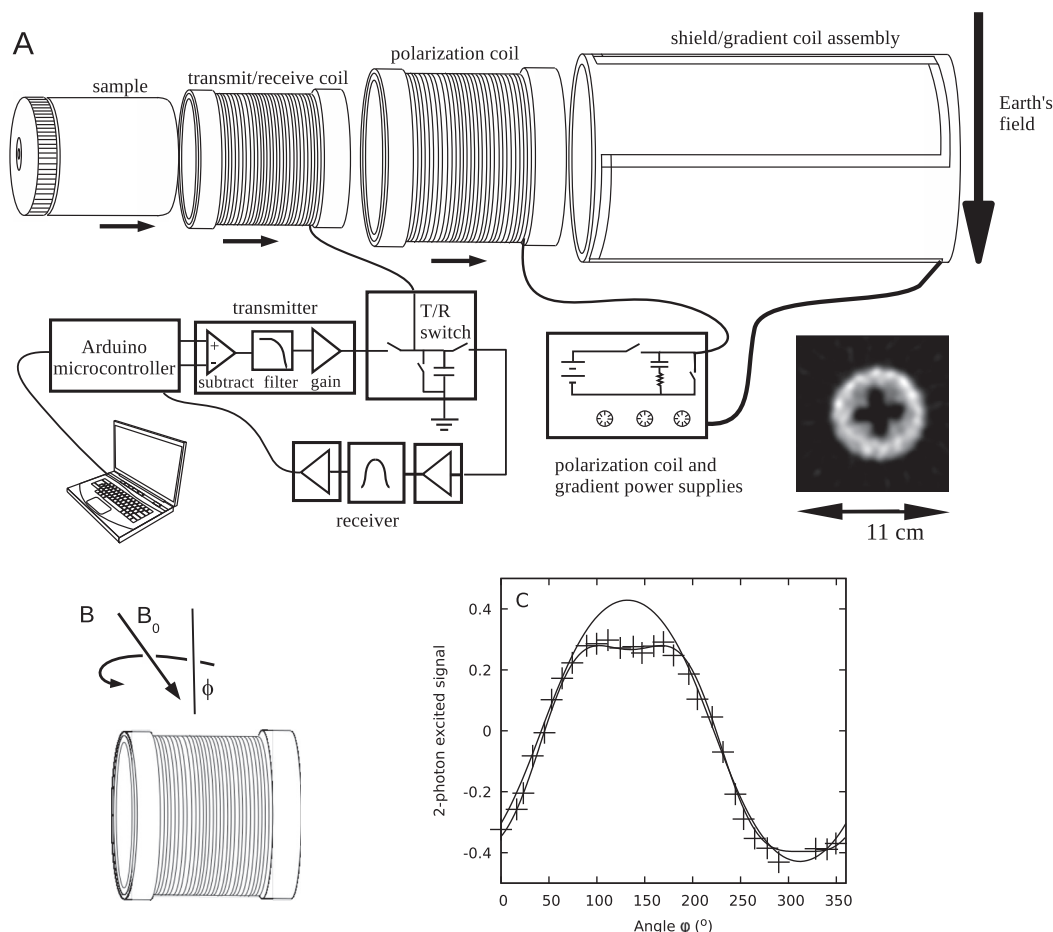 A
sample
transmit/receive coil
polarization coil
shield/gradient coil assembly
Earth's
field
transmitter
T/R
switch
Arduino
microcontroller
+
-
subtract
filter
gain
receiver
polarization coil and
gradient power supplies
11 cm
B
B0
ϕ
C
2-photon excited signal
0.4
0.2
0
-0.2
-0.4
0
50
100
150
200
250
300
350
Angle φ (o)